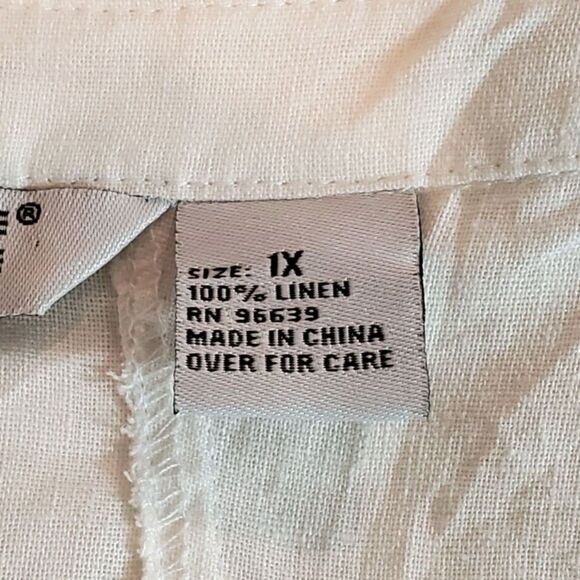 ®
SIZE: 1X
100% LINEN
RN 96639
MADE IN CHINA
OVER FOR CARE